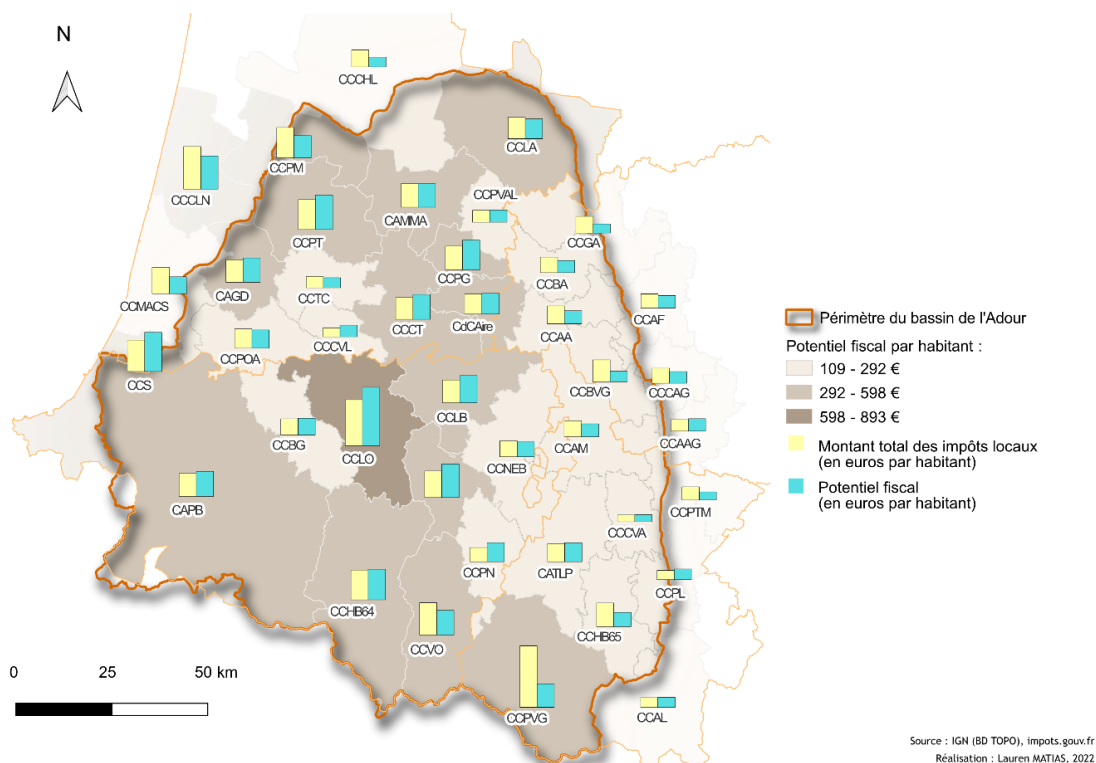 N
CCCHL
CCLA
CCPM
CCCLN
CCPVAL
CAMMA
CCPT
CCGA
CCPG
CCBA
CAGD
CCTC
CCMACS
CCAF
CCCT
CdCAire
CCAA
CCPOA
CCCVL
CCS
CCBVG
CCCAG
CCLB
CCBG
CCLO
CCAM
CCAAG
CCNEB
CAPB
CCPTM
CCCVA
CCPN
CATLP
CCPL
CCHB64
CCHB65
CCVO
CCPVG
CCAL
0 25 50 km
Périmètre du bassin de l'Adour
Potentiel fiscal par habitant :
109 - 292 €
292 - 598 €
598 - 893 €
Montant total des impôts locaux
(en euros par habitant)
Potentiel fiscal
(en euros par habitant)
Source : IGN (BD TOPO), impots.gouv.fr
Réalisation : Lauren MATIAS, 2022